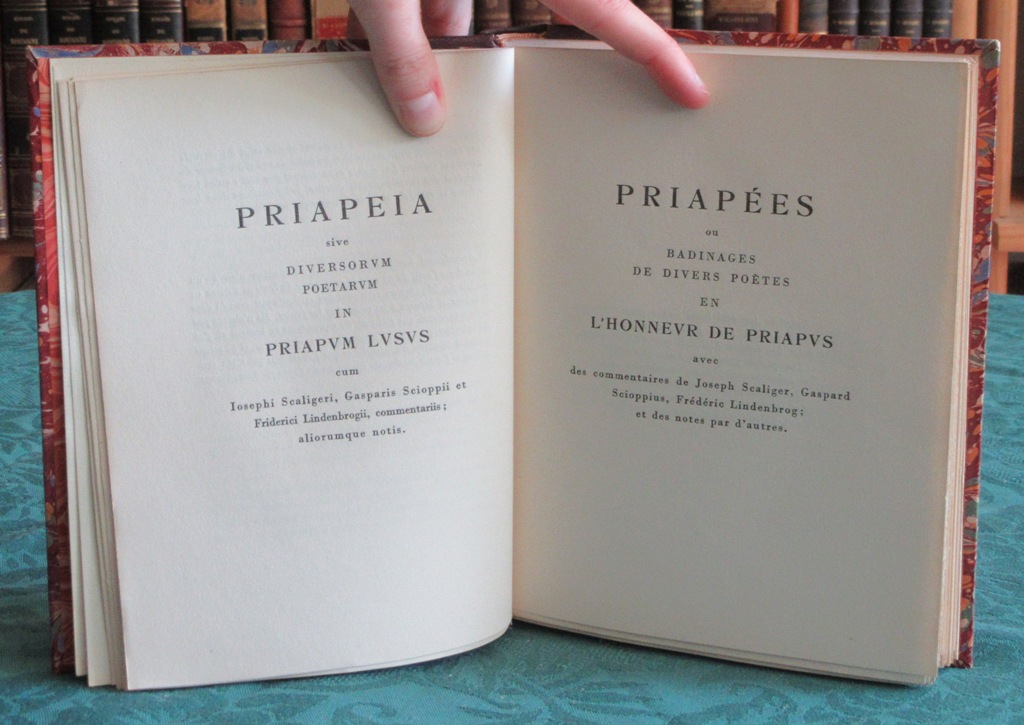 PRIAPEIA
sive
DIVERSORVM
POETARVM
IN
PRIAPVM LVSVS
cum
Iosephi Scaligeri, Gasparis Scioppii et
Friderici Lindenbrogii, commentariis;
aliorumque notis.
PRIAPÉES
ou
BADINAGES
DE DIVERS POÈTES
EN
L'HONNEVR DE PRIAPVS
avec
des commentaires de Joseph Scaliger, Gaspard
Scioppius, Frédéric Lindenbrog;
et des notes par d'autres.